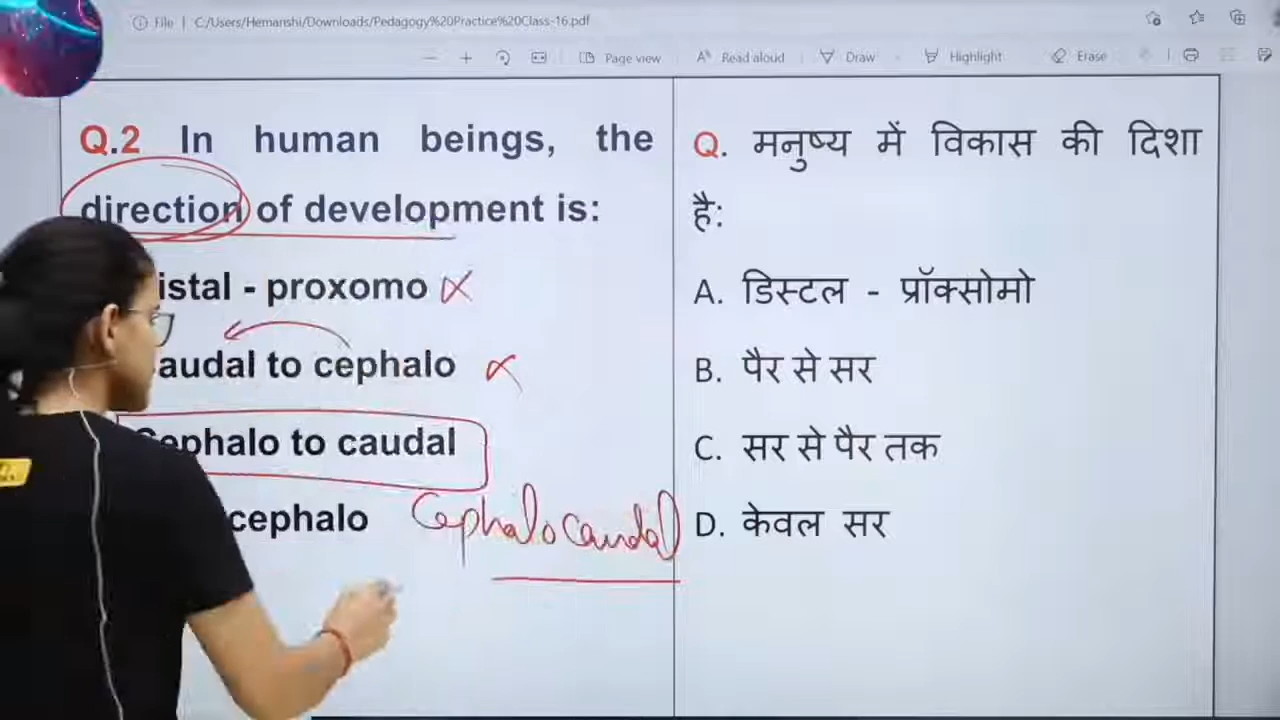 File | C:/Users/Hemanshi/Downloads/Pedagogy%20Practice%20Class-16.pdf
Page view Read aloud Draw Highlight Erase
Q.2 In human beings, the
direction of development is:
istal - proxomo
audal to cephalo
Cephalo to caudal
cephalo
Cephalocaudal
Q. मनुष्य में विकास की दिशा
है:
A. डिस्टल - प्रॉक्सोमो
B. पैर से सर
C. सर से पैर तक
D. केवल सर